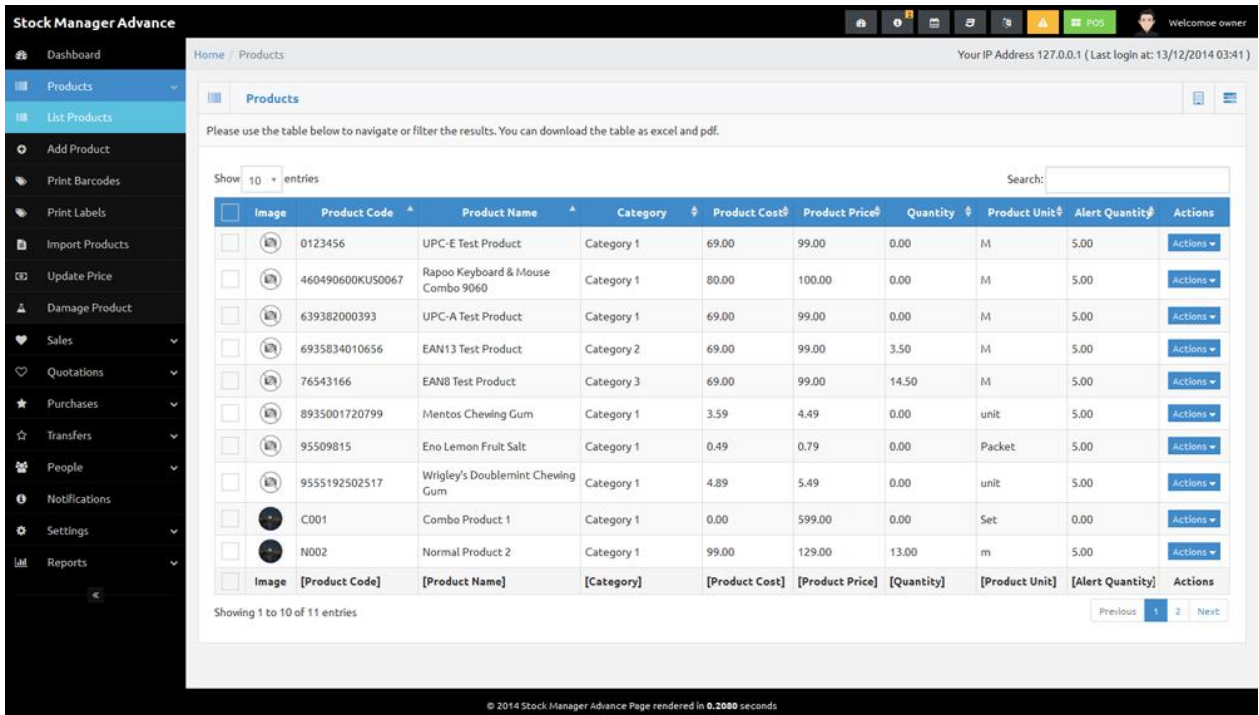 Stock Manager Advance
2
POS
Welcomoe owner
Dashboard
Home / Products
Your IP Address 127.0.0.1 ( Last login at: 13/12/2014 03:41 )
Products
List Products
Add Product
Print Barcodes
Print Labels
Import Products
Update Price
Damage Product
Sales
Quotations
Purchases
Transfers
People
Notifications
Settings
Reports
Products
Please use the table below to navigate or filter the results. You can download the table as excel and pdf.
Show 10 entries
Search:
Image Product Code Product Name Category Product Cost Product Price Quantity Product Unit Alert Quantity Actions
0123456 UPC-E Test Product Category 1 69.00 99.00 0.00 M 5.00 Actions
460490600KUS0067 Rapoo Keyboard & Mouse Combo 9060 Category 1 80.00 100.00 0.00 M 5.00 Actions
639382000393 UPC-A Test Product Category 1 69.00 99.00 0.00 M 5.00 Actions
6935834010656 EAN13 Test Product Category 2 69.00 99.00 3.50 M 5.00 Actions
76543166 EAN8 Test Product Category 3 69.00 99.00 14.50 M 5.00 Actions
8935001720799 Mentos Chewing Gum Category 1 3.59 4.49 0.00 unit 5.00 Actions
95509815 Eno Lemon Fruit Salt Category 1 0.49 0.79 0.00 Packet 5.00 Actions
9555192502517 Wrigley's Doublemint Chewing Gum Category 1 4.89 5.49 0.00 unit 5.00 Actions
C001 Combo Product 1 Category 1 0.00 599.00 0.00 Set 0.00 Actions
N002 Normal Product 2 Category 1 99.00 129.00 13.00 m 5.00 Actions
Image [Product Code] [Product Name] [Category] [Product Cost] [Product Price] [Quantity] [Product Unit] [Alert Quantity] Actions
Showing 1 to 10 of 11 entries
Previous 1 2 Next
© 2014 Stock Manager Advance Page rendered in 0.2080 seconds